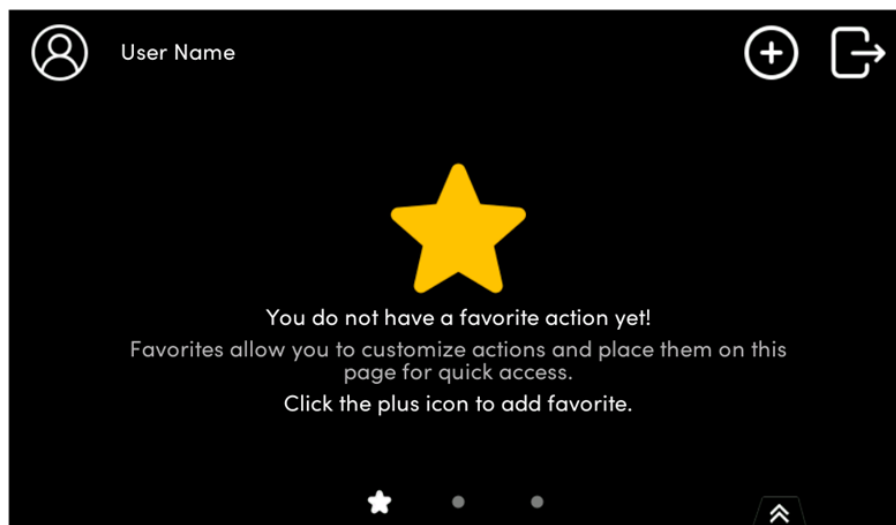 User Name
You do not have a favorite action yet!
Favorites allow you to customize actions and place them on this
page for quick access.
Click the plus icon to add favorite.